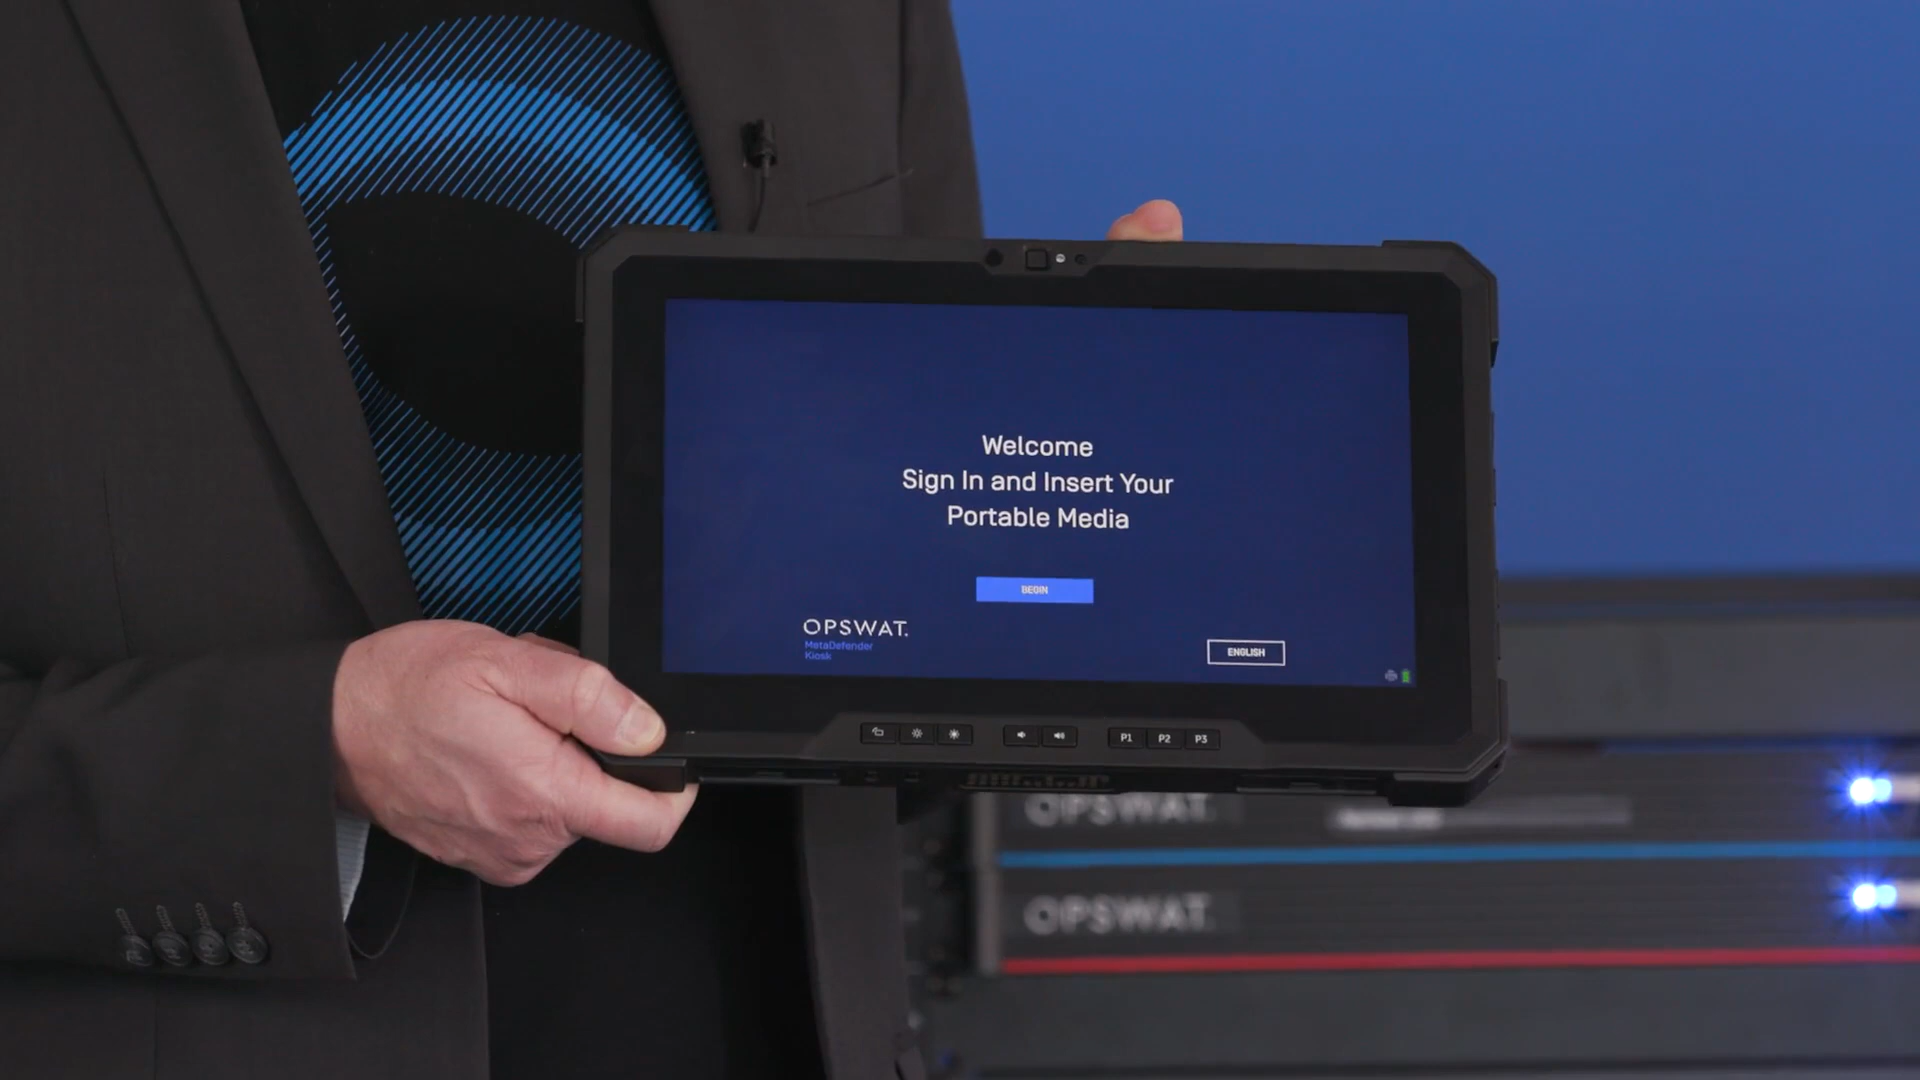 Welcome
Sign In and Insert Your
Portable Media
BEGIN
OPSWAT.
MetaDefender
Kiosk
ENGLISH
P1 P2 P3
OPSWAT.
OPSWAT.